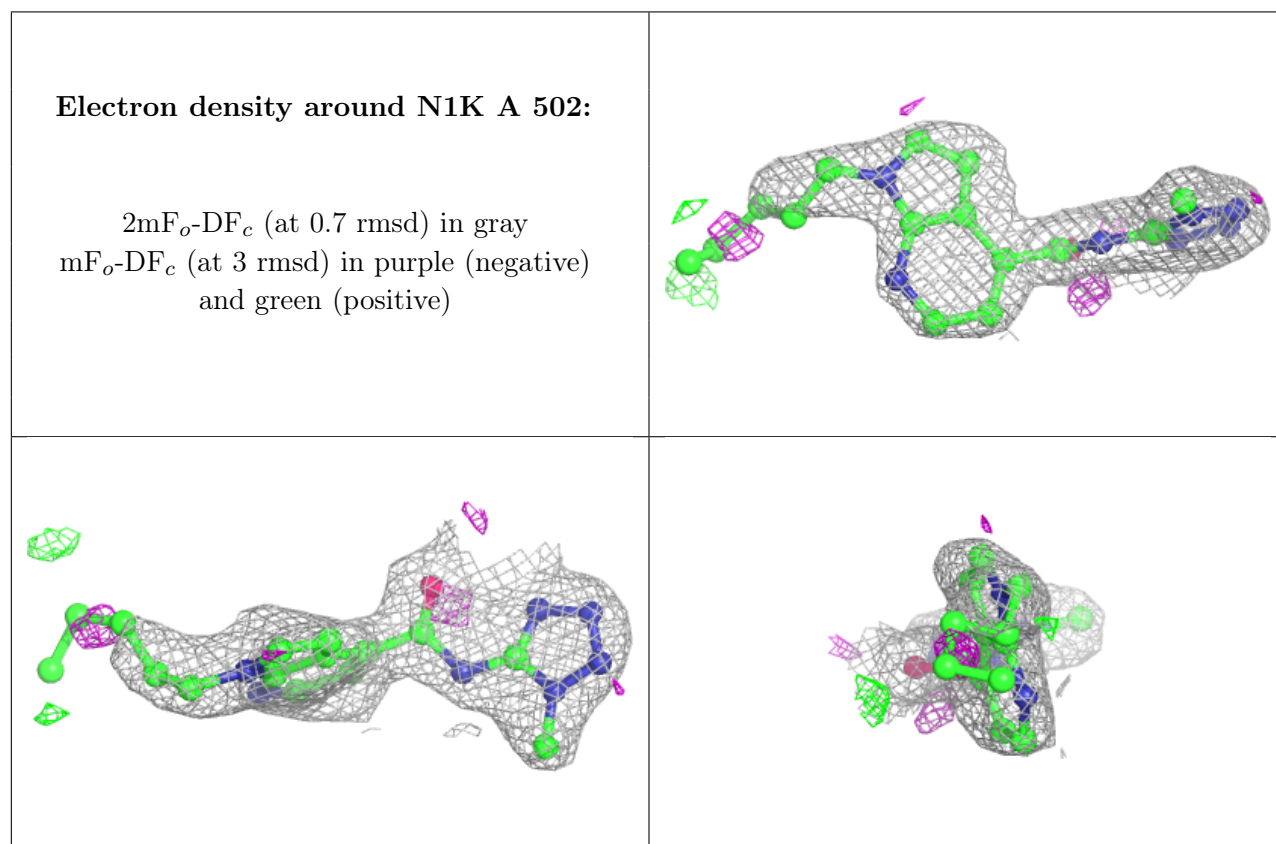 Electron density around N1K A 502:
2mFo-DFc (at 0.7 rmsd) in gray
mFo-DFc (at 3 rmsd) in purple (negative)
and green (positive)